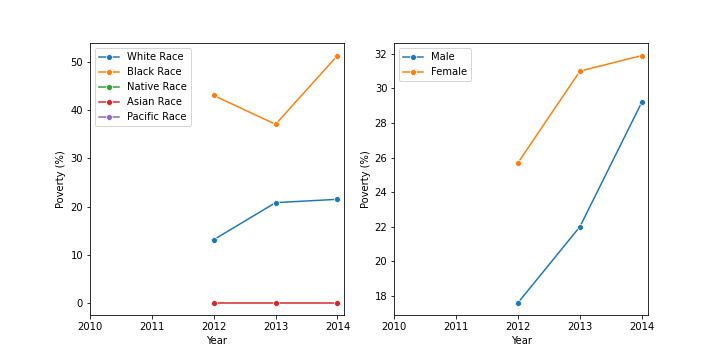 White Race
Black Race
Native Race
Asian Race
Pacific Race
50
40
30
20
10
0
Poverty (%)
2010 2011 2012 2013 2014
Year
Male
Female
32
30
28
26
24
22
20
18
Poverty (%)
2010 2011 2012 2013 2014
Year